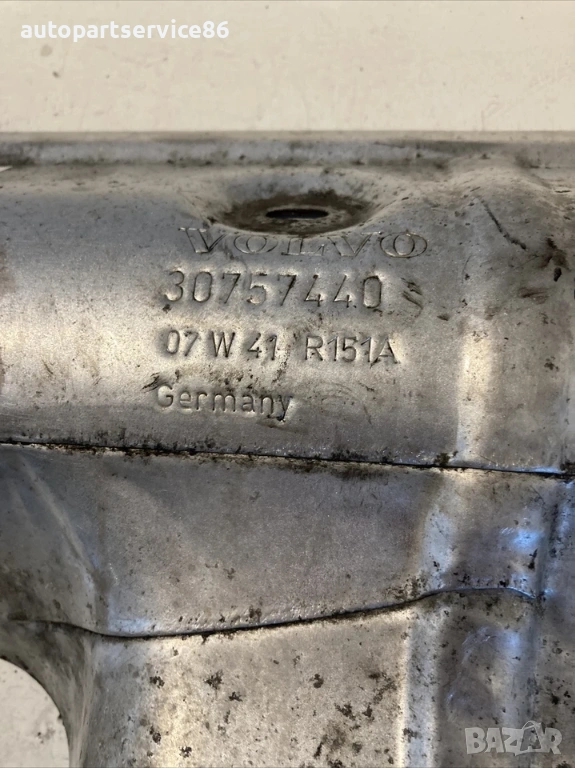 autopartservice86
VOLVO
30757440
07 W 41 R151A
Germany
BAZAR